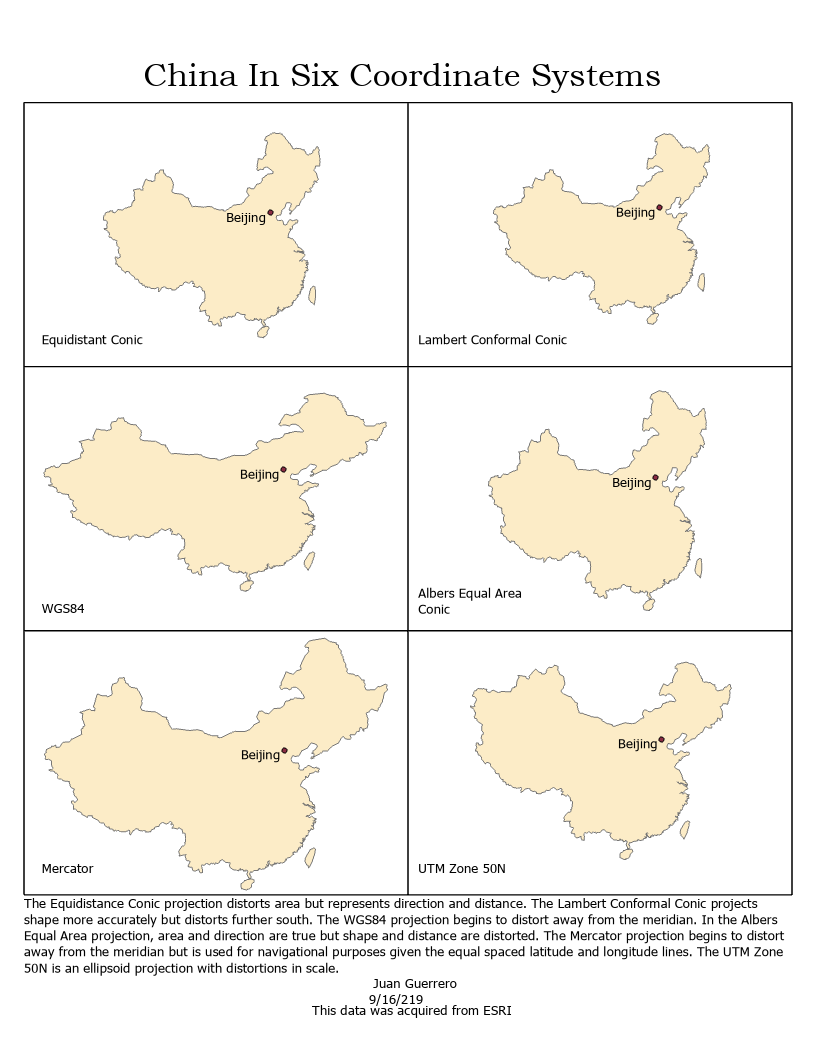 China In Six Coordinate Systems
Beijing
Equidistant Conic
Beijing
Lambert Conformal Conic
Beijing
WGS84
Beijing
Albers Equal Area
Conic
Beijing
Mercator
Beijing
UTM Zone 50N
The Equidistance Conic projection distorts area but represents direction and distance. The Lambert Conformal Conic projects
shape more accurately but distorts further south. The WGS84 projection begins to distort away from the meridian. In the Albers
Equal Area projection, area and direction are true but shape and distance are distorted. The Mercator projection begins to distort
away from the meridian but is used for navigational purposes given the equal spaced latitude and longitude lines. The UTM Zone
50N is an ellipsoid projection with distortions in scale.
Juan Guerrero
9/16/219
This data was acquired from ESRI